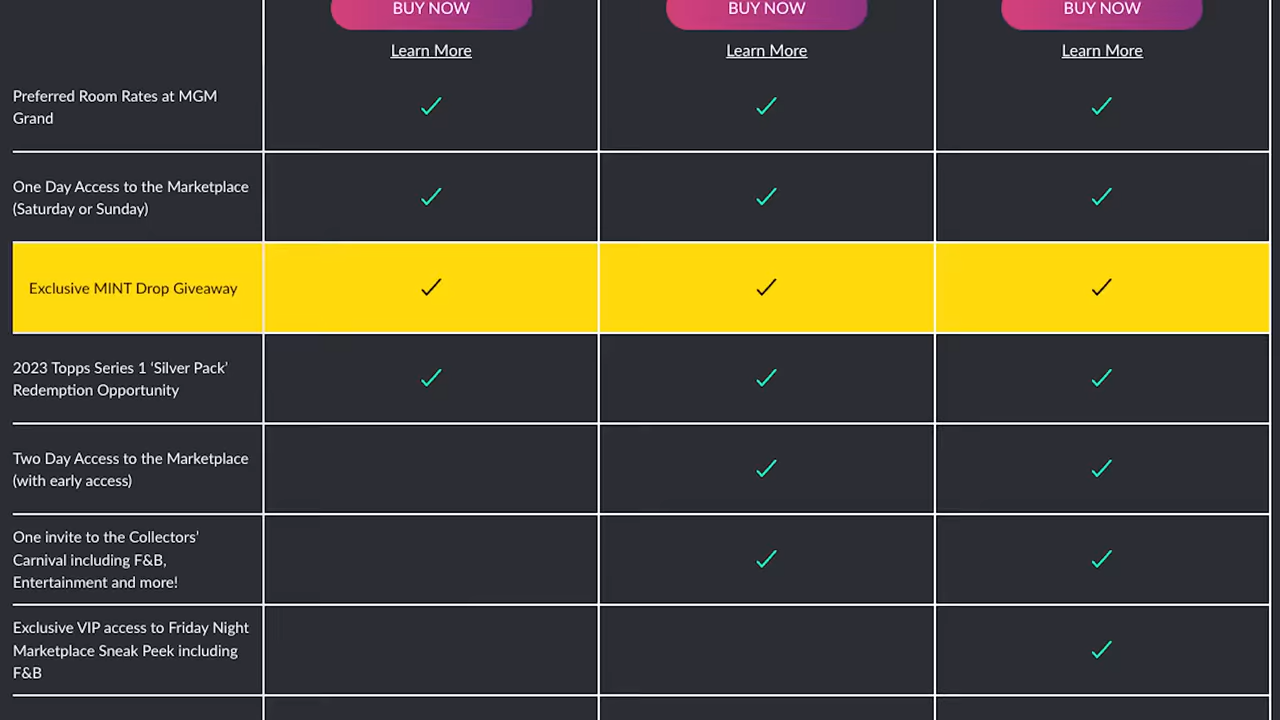 BUY NOW
BUY NOW
BUY NOW
Learn More
Learn More
Learn More
Preferred Room Rates at MGM
Grand
One Day Access to the Marketplace
(Saturday or Sunday)
Exclusive MINT Drop Giveaway
2023 Topps Series 1 ‘Silver Pack’
Redemption Opportunity
Two Day Access to the Marketplace
(with early access)
One invite to the Collectors’
Carnival including F&B,
Entertainment and more!
Exclusive VIP access to Friday Night
Marketplace Sneak Peek including
F&B